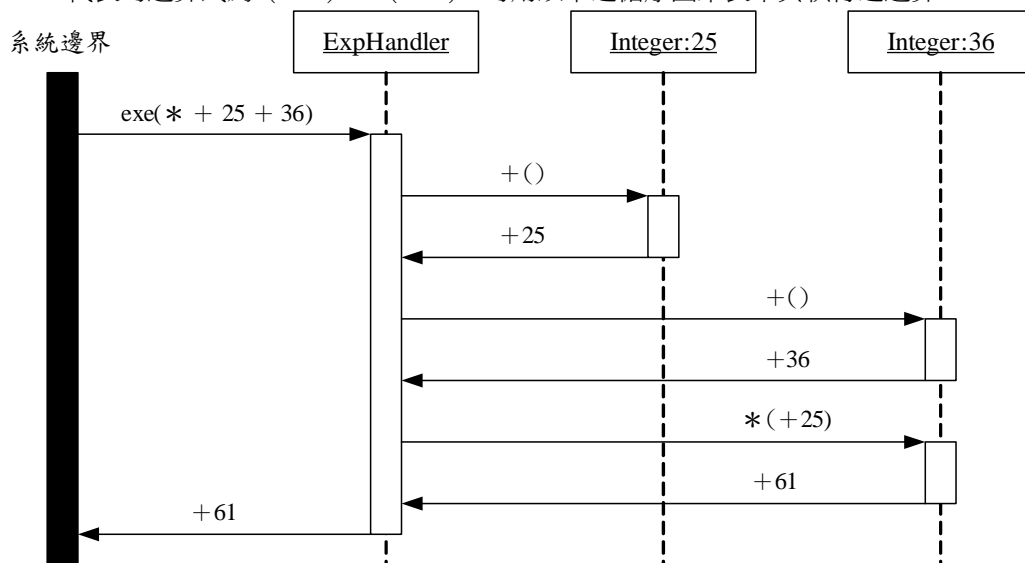 系統邊界
ExpHandler
Integer:25
Integer:36
exe(* + 25 + 36)
+()
+25
+()
+36
*(+25)
+61
+61